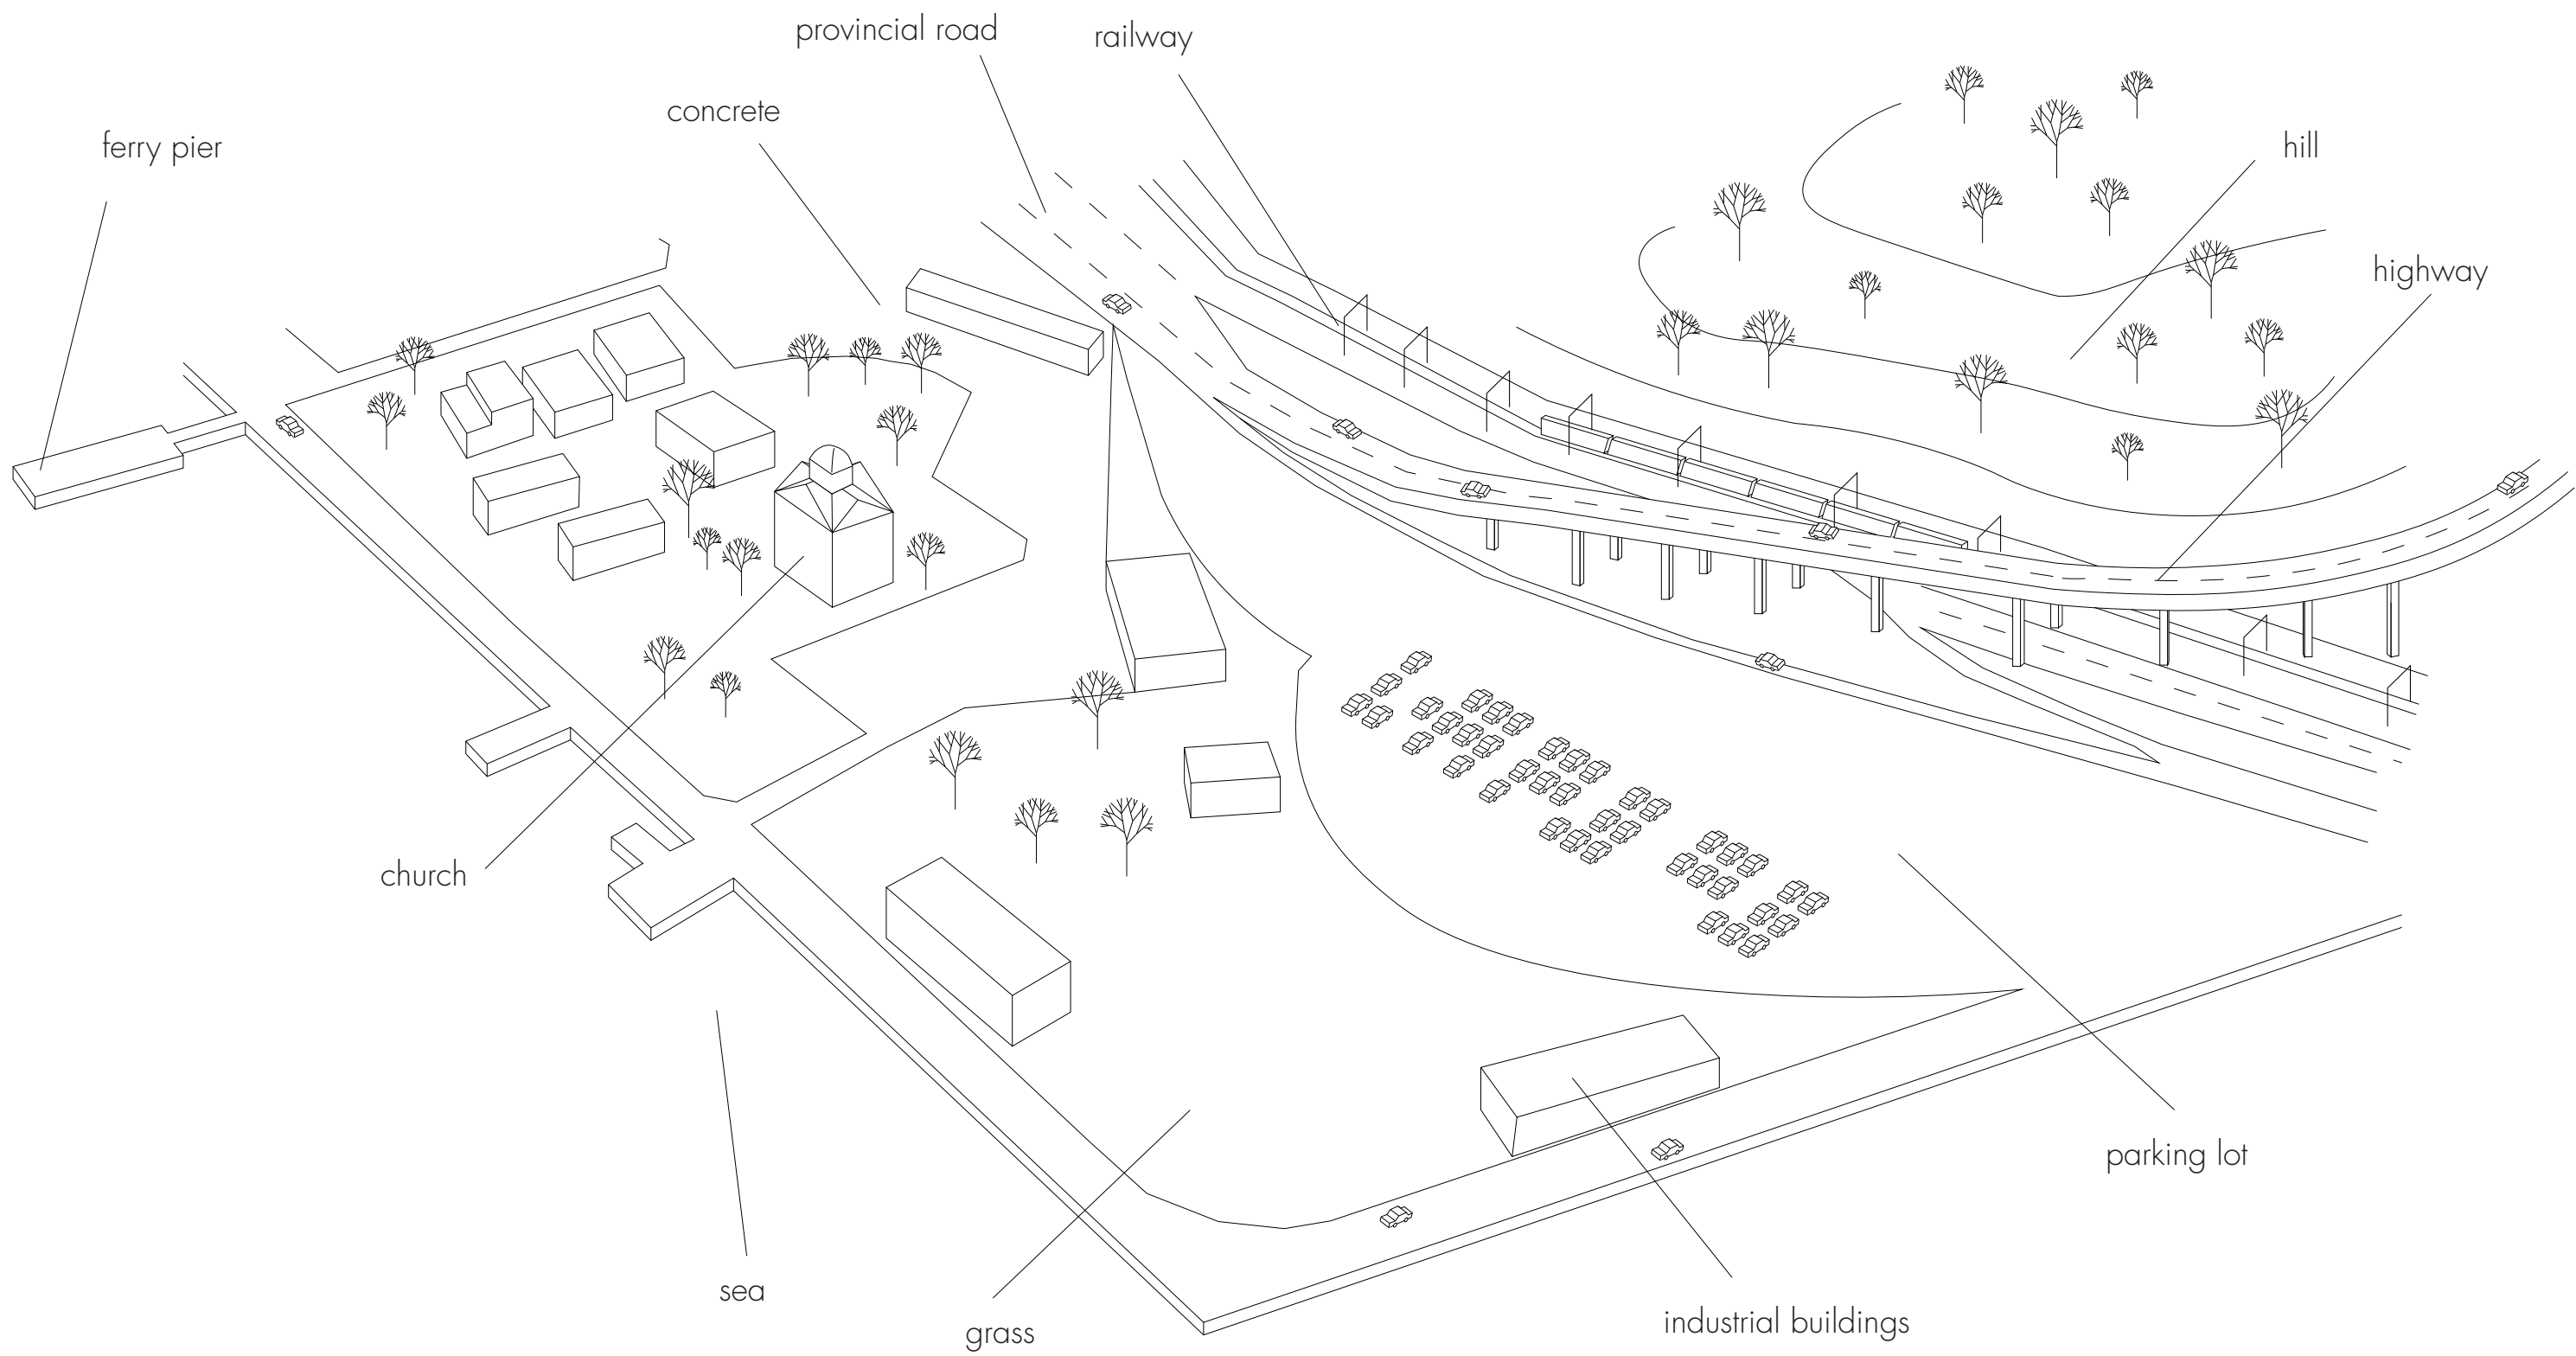 provincial road
railway
concrete
ferry pier
hill
highway
church
parking lot
sea
grass
industrial buildings